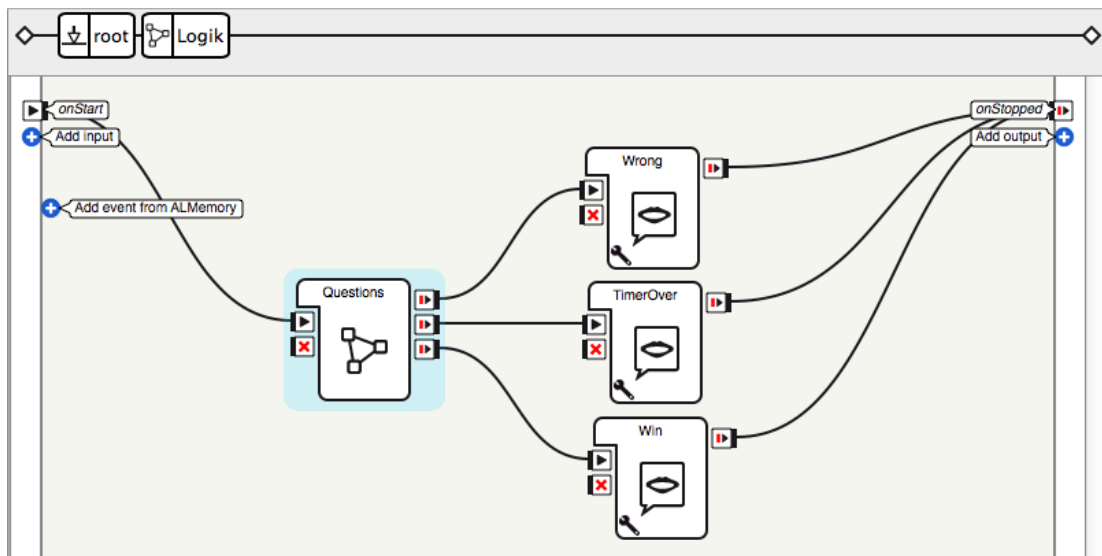 root
Logik
onStart
onStopped
Add input
Add output
Wrong
Add event from ALMemory
Questions
TimerOver
Win